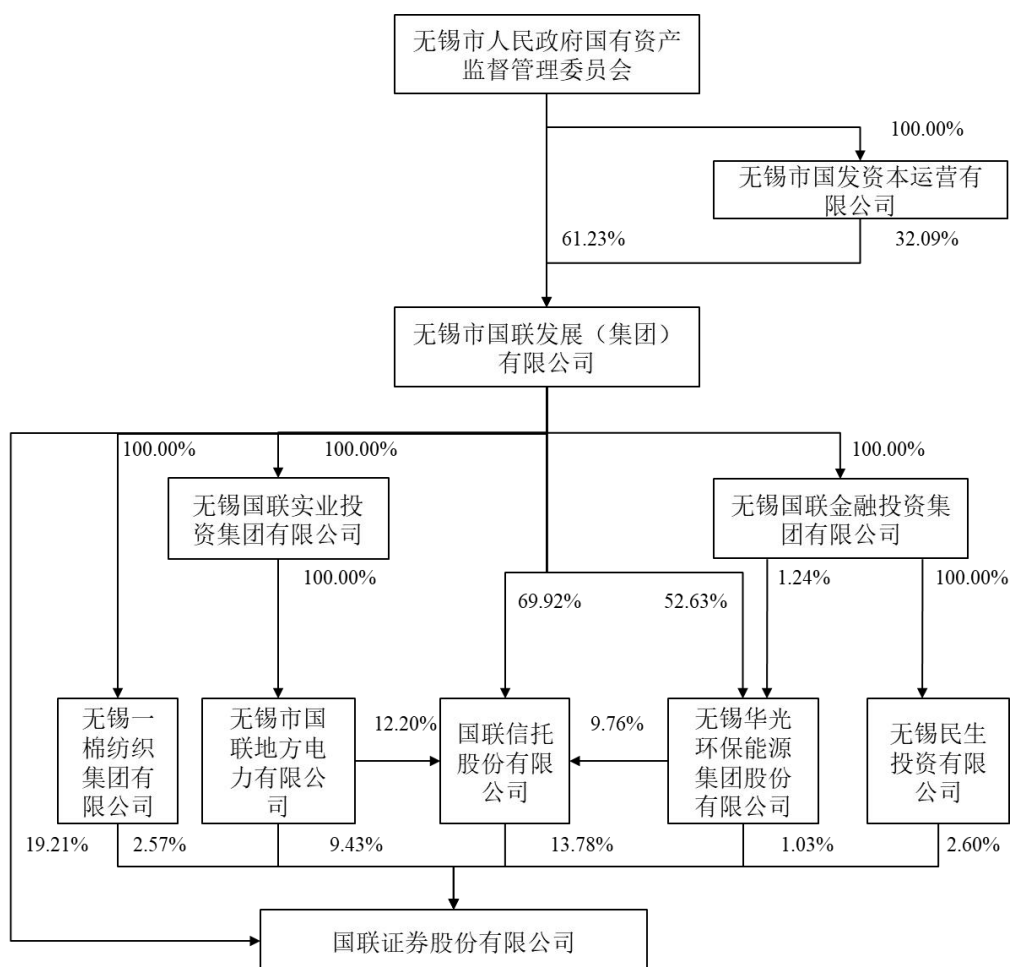 无锡市人民政府国有资产
监督管理委员会
100.00%
无锡市国发资本运营有
限公司
61.23%
32.09%
无锡市国联发展（集团）
有限公司
100.00%
100.00%
100.00%
无锡国联实业投
资集团有限公司
无锡国联金融投资集
团有限公司
100.00%
1.24%
100.00%
69.92%
52.63%
无锡一
棉纺织
集团有
限公司
无锡市国
联地方电
力有限公
司
12.20%
国联信托
股份有限
公司
9.76%
无锡华光
环保能源
集团股份
有限公司
无锡民生
投资有限
公司
19.21%
2.57%
9.43%
13.78%
1.03%
2.60%
国联证券股份有限公司